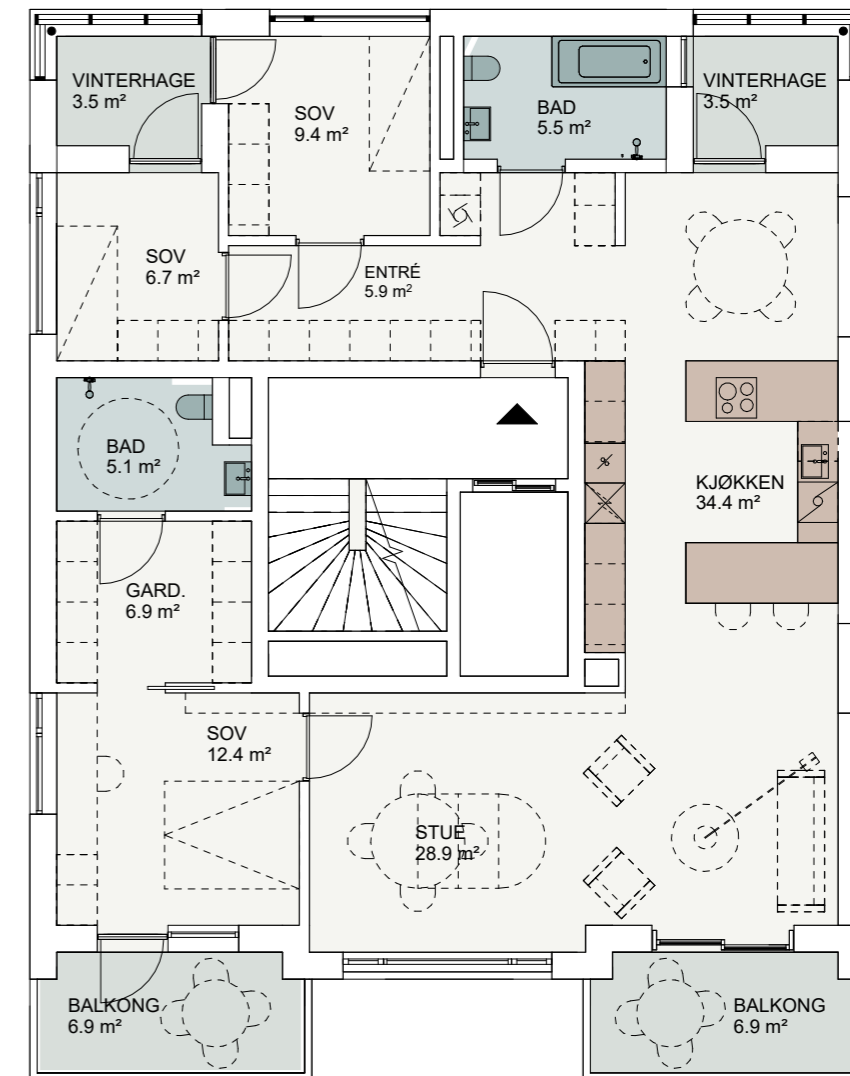 VINTERHAGE
3.5 m²
SOV
9.4 m²
BAD
5.5 m²
VINTERHAGE
3.5 m²
SOV
6.7 m²
ENTRÉ
5.9 m²
BAD
5.1 m²
KJØKKEN
34.4 m²
GARD.
6.9 m²
SOV
12.4 m²
STUE
28.9 m²
BALKONG
6.9 m²
BALKONG
6.9 m²